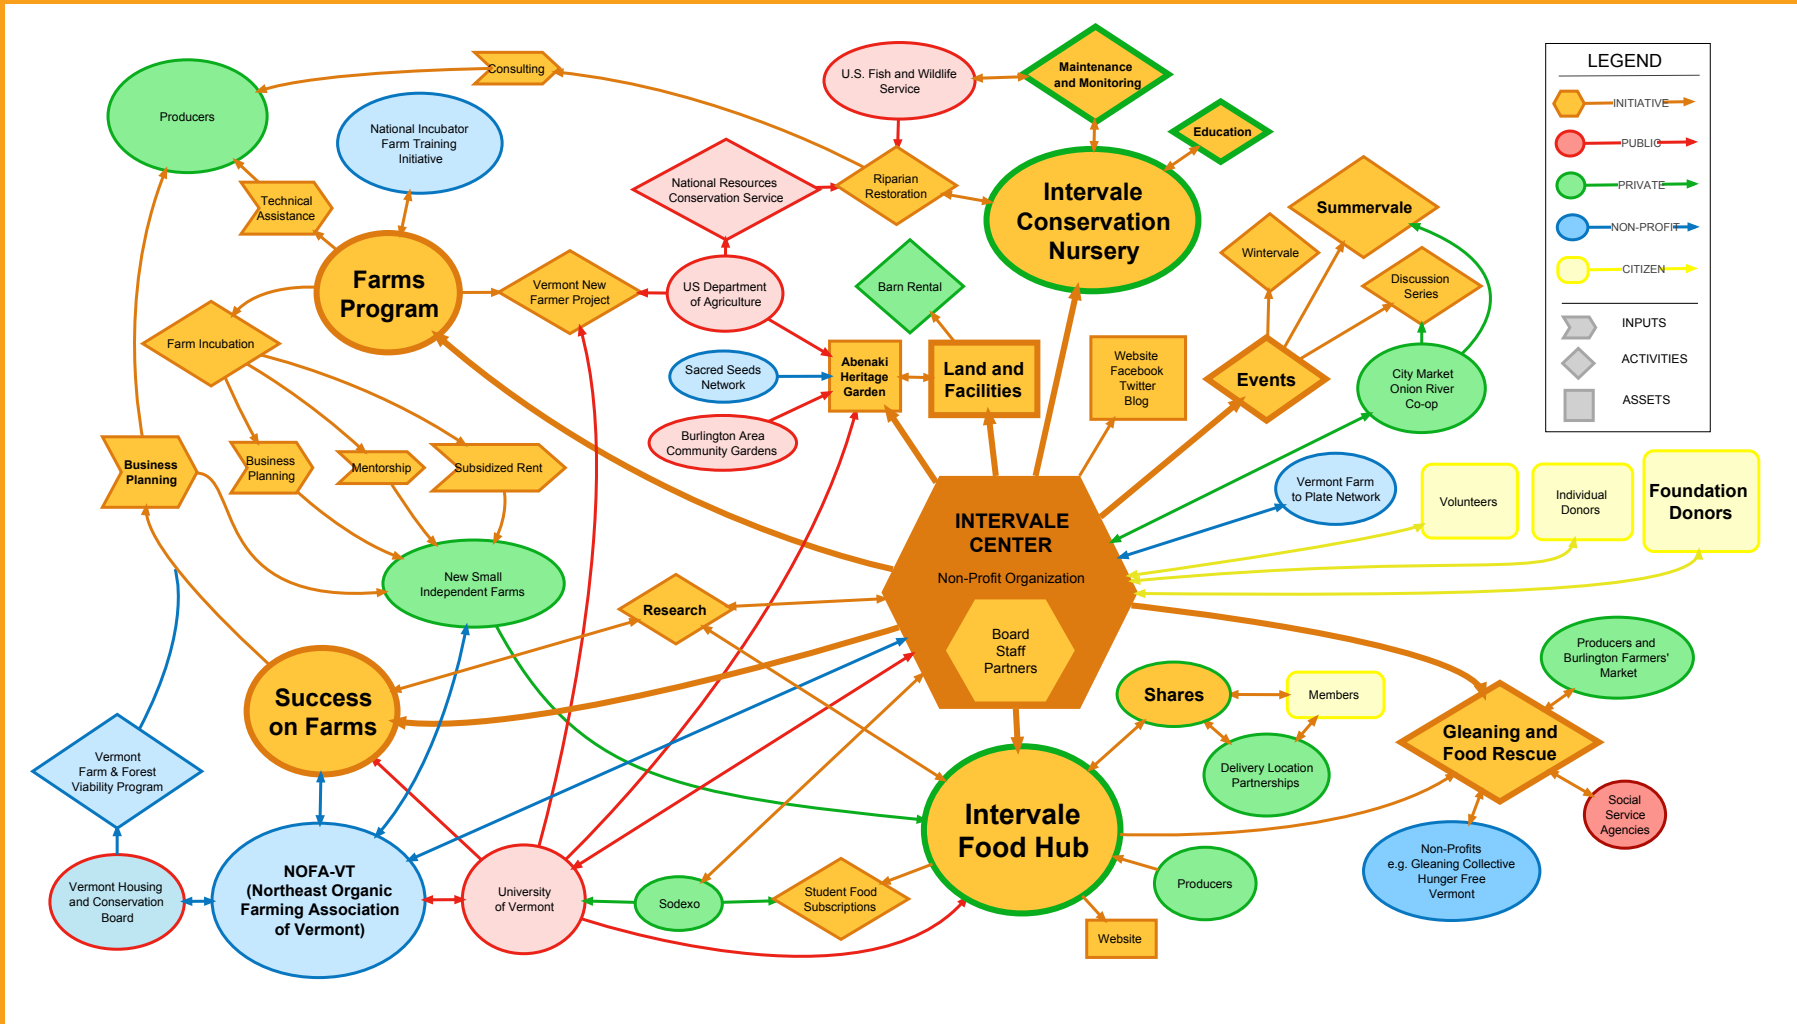 Producers
Consulting
National Incubator
Farm Training
Initiative
Technical
Assistance
Farms
Program
U.S. Fish and Wildlife
Service
Maintenance
and Monitoring
Education
National Resources
Conservation Service
Riparian
Restoration
Intervale
Conservation
Nursery
Summervale
Wintervale
Discussion
Series
Vermont New
Farmer Project
US Department
of Agriculture
Barn Rental
Farm Incubation
Sacred Seeds
Network
Abenaki
Heritage
Garden
Land and
Facilities
Website
Facebook
Twitter
Blog
Events
City Market
Onion River
Co-op
Burlington Area
Community Gardens
Business
Planning
Business
Planning
Mentorship
Subsidized Rent
LEGEND
INITIATIVE
PUBLIC
PRIVATE
NON-PROFIT
CITIZEN
INPUTS
ACTIVITIES
ASSETS
Vermont Farm
to Plate Network
Volunteers
Individual
Donors
Foundation
Donors
INTERVALE
CENTER
Non-Profit Organization
Board
Staff
Partners
New Small
Independent Farms
Research
Success
on Farms
Shares
Members
Delivery Location
Partnerships
Producers and
Burlington Farmers'
Market
Gleaning and
Food Rescue
Social
Service
Agencies
Non-Profits
e.g. Gleaning Collective
Hunger Free
Vermont
Vermont
Farm & Forest
Viability Program
Vermont Housing
and Conservation
Board
NOFA-VT
(Northeast Organic
Farming Association
of Vermont)
University
of Vermont
Sodexo
Student Food
Subscriptions
Intervale
Food Hub
Producers
Website